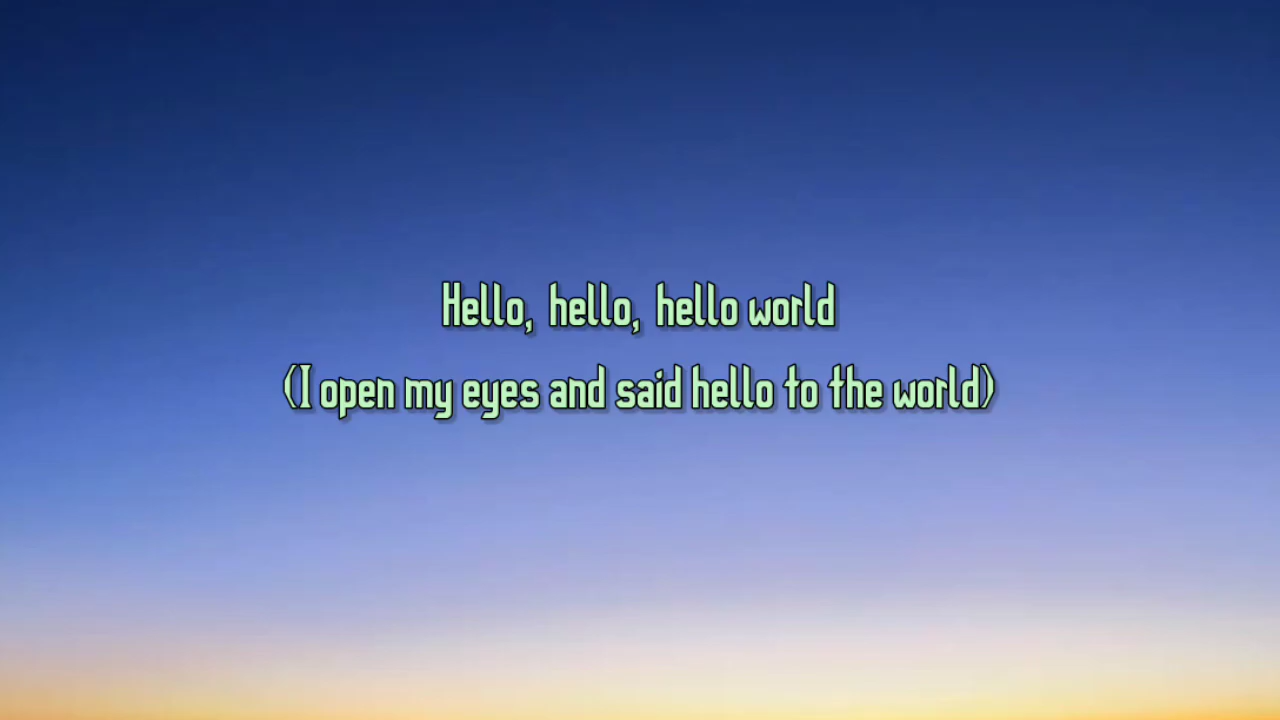 Hello, hello, hello world
(I open my eyes and said hello to the world)